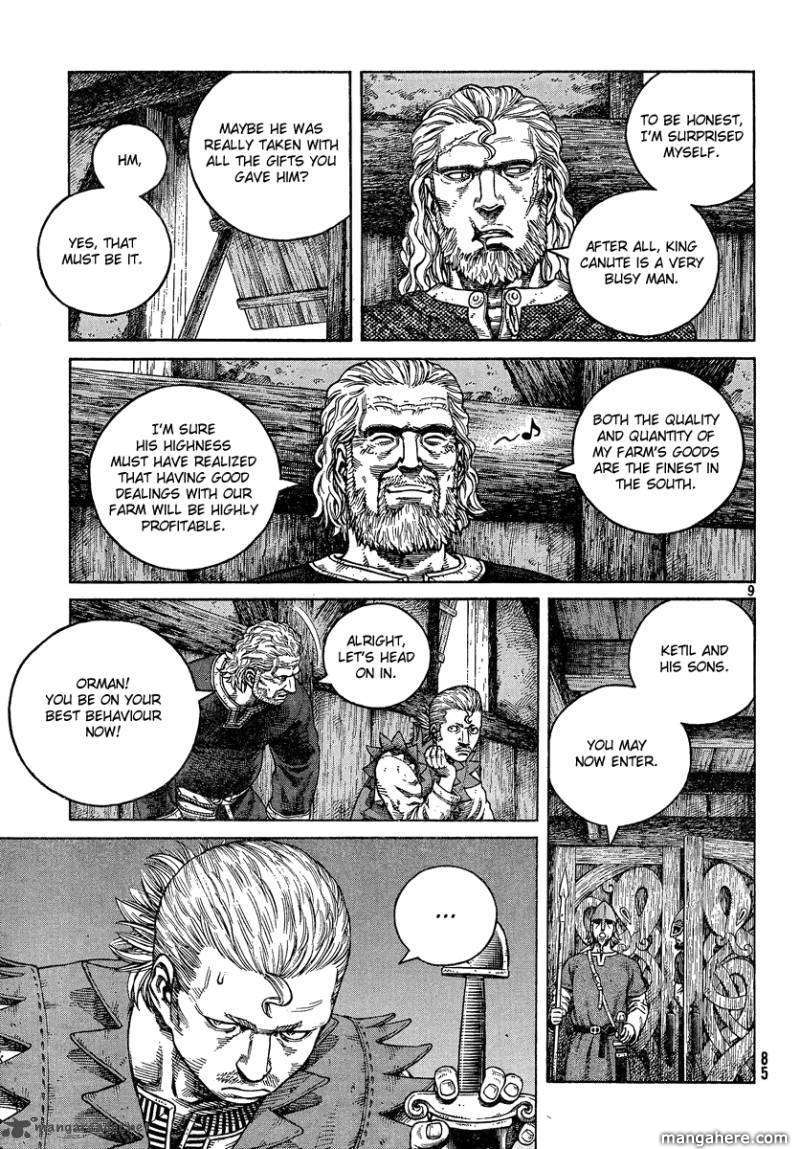 TO BE HONEST,
I'M SURPRISED
MYSELF.
AFTER ALL, KING
CANUTE IS A VERY
BUSY MAN.
MAYBE HE WAS
REALLY TAKEN WITH
ALL THE GIFTS YOU
GAVE HIM?
HM,
YES, THAT
MUST BE IT.
BOTH THE QUALITY
AND QUANTITY OF
MY FARM'S GOODS
ARE THE FINEST IN
THE SOUTH.
I'M SURE
HIS HIGHNESS
MUST HAVE REALIZED
THAT HAVING GOOD
DEALINGS WITH OUR
FARM WILL BE HIGHLY
PROFITABLE.
9
KETIL AND
HIS SONS.
YOU MAY
NOW ENTER.
ALRIGHT,
LET'S HEAD
ON IN.
ORMAN!
YOU BE ON YOUR
BEST BEHAVIOUR
NOW!
...
85
mangahere.com